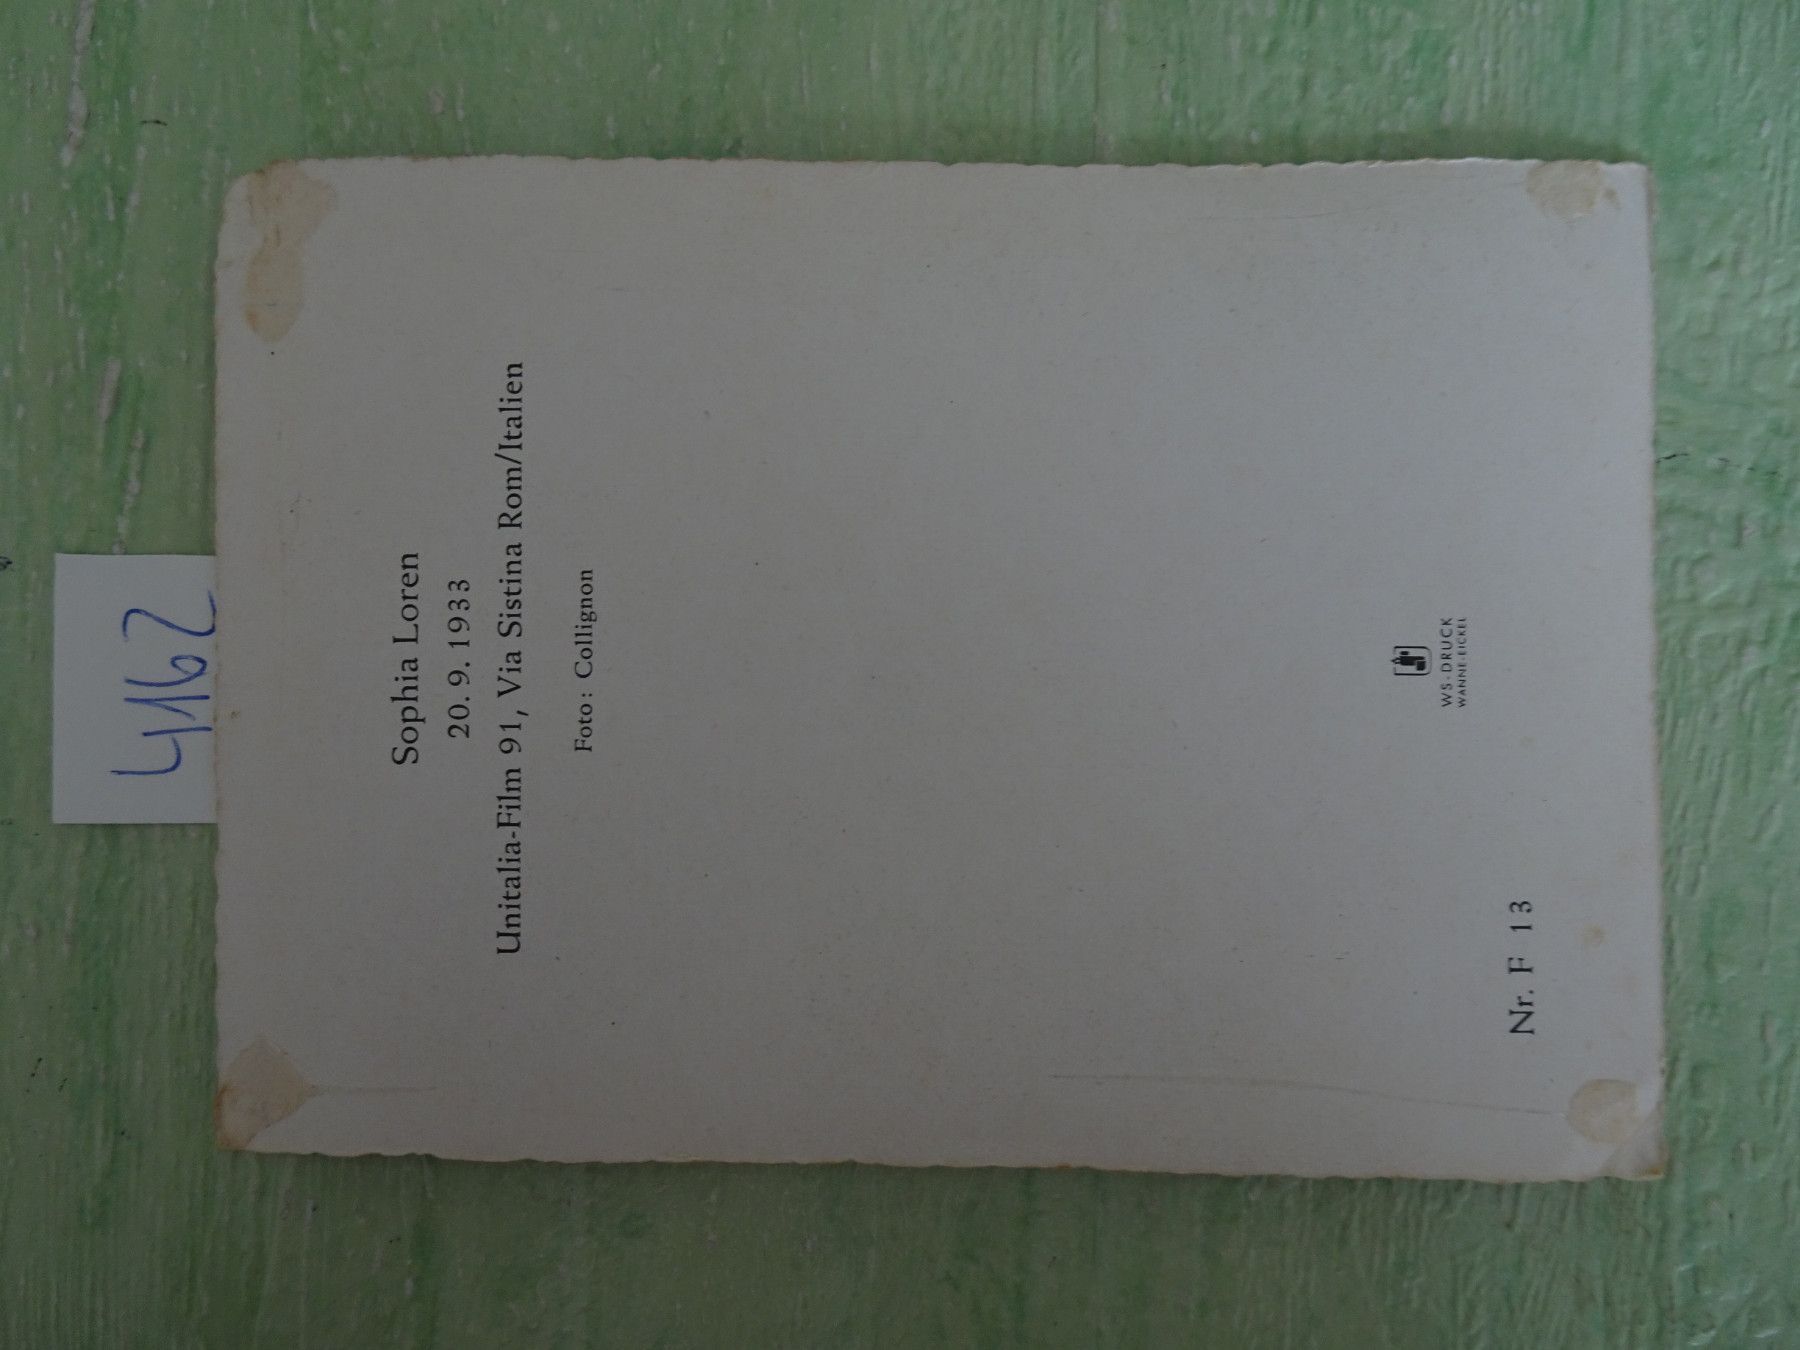 4162
Sophia Loren
20. 9. 1933
Unitalia-Film 91, Via Sistina Rom/Italien
Foto: Collignon
WS-DRUCK
WANNE-EICKEL
Nr. F 13